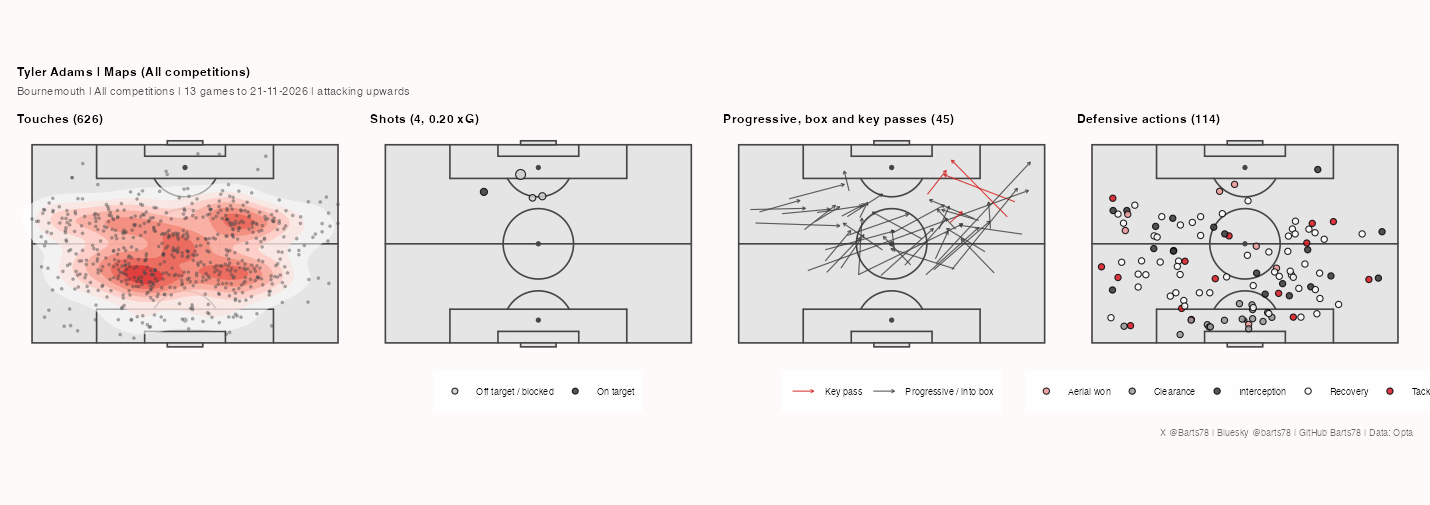 Tyler Adams | Maps (All competitions)
Bournemouth | All competitions | 13 games to 21-11-2026 | attacking upwards
Touches (626)
Shots (4, 0.20 xG)
Progressive, box and key passes (45)
Defensive actions (114)
Off target / blocked
On target
Key pass
Progressive / into box
Aerial won
Clearance
Interception
Recovery
Tack
X @Barts78 | Bluesky @barts78 | GitHub Barts78 | Data: Opta